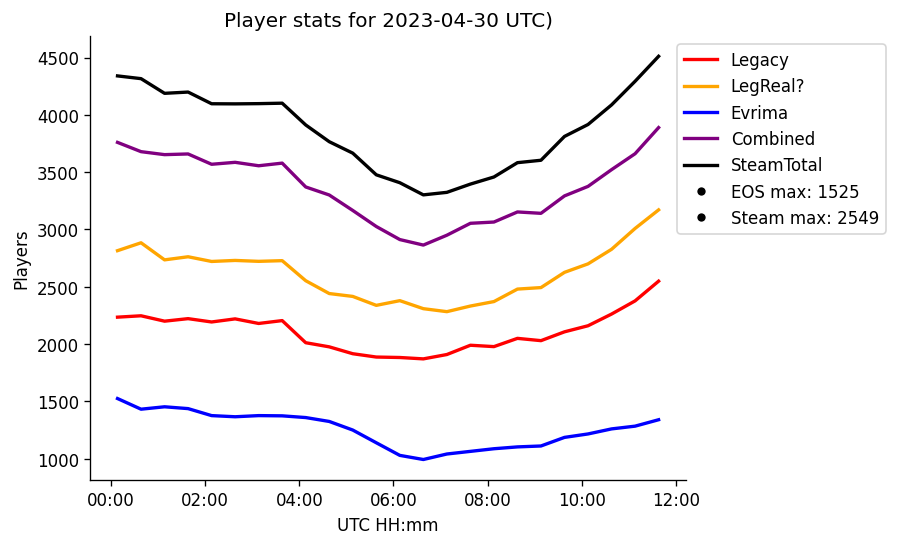 Player stats for 2023-04-30 UTC)
4500
4000
3500
3000
2500
2000
1500
1000
Players
00:00 02:00 04:00 06:00 08:00 10:00 12:00
UTC HH:mm
Legacy
LegReal?
Evrima
Combined
SteamTotal
EOS max: 1525
Steam max: 2549